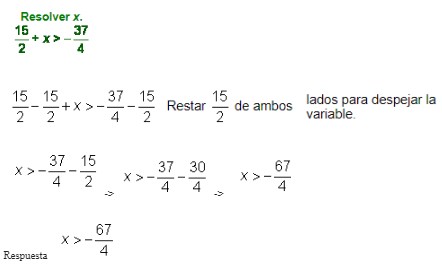 Resolver x.
15/2 + x > - 37/4
15/2 - 15/2 + x > - 37/4 - 15/2 Restar 15/2 de ambos lados para despejar la variable.
x > - 37/4 - 15/2 -> x > - 37/4 - 30/4 -> x > - 67/4
Respuesta x > - 67/4